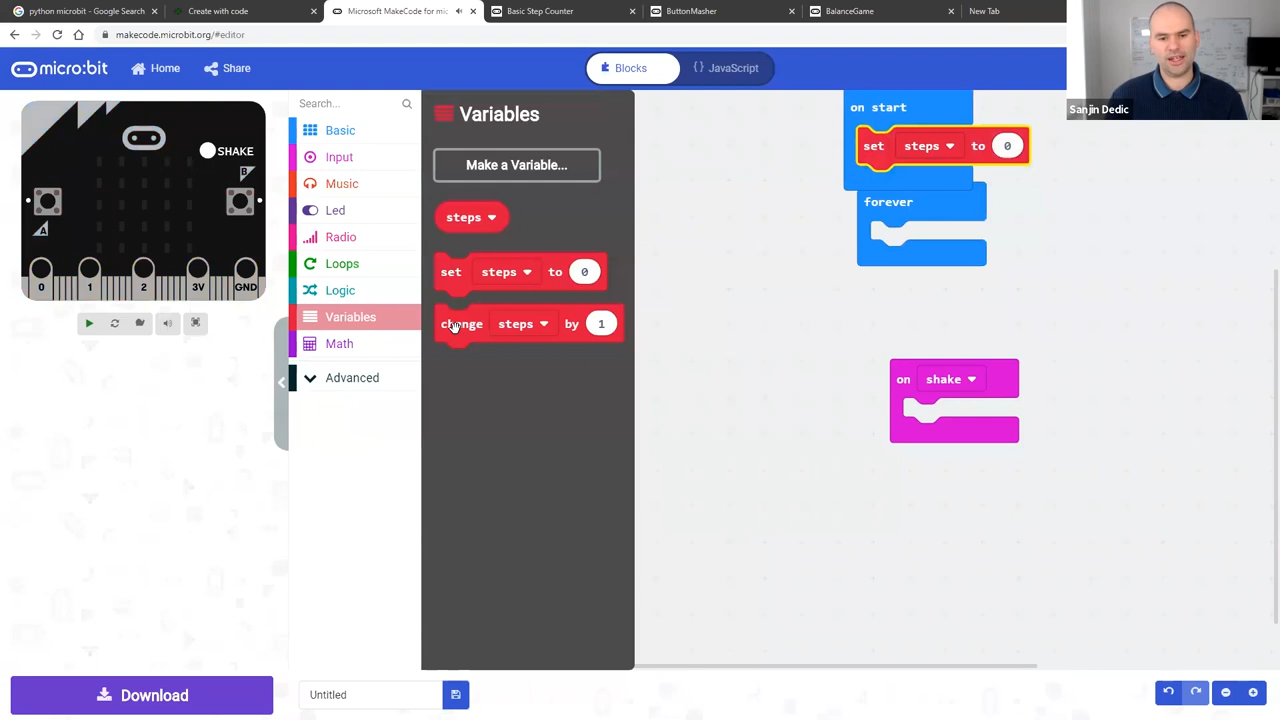 python microbit - Google Search
Create with code
Microsoft MakeCode for mic
Basic Step Counter
ButtonMasher
BalanceGame
New Tab
makecode.microbit.org/#editor
micro:bit
Home
Share
Blocks
{} JavaScript
Sanjin Dedic
SHAKE
B
A
0
1
2
3V
GND
Search...
Basic
Input
Music
Led
Radio
Loops
Logic
Variables
Math
Advanced
Variables
Make a Variable...
steps
set steps to 0
change steps by 1
on start
set steps to 0
forever
on shake
Download
Untitled